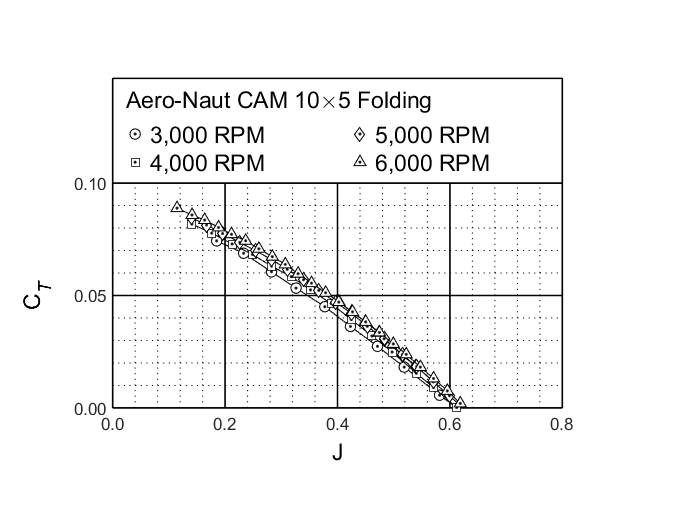 Aero-Naut CAM 10×5 Folding
3,000 RPM 5,000 RPM
4,000 RPM 6,000 RPM
0.10
0.05
0.00
C_T
0.0 0.2 0.4 0.6 0.8
J